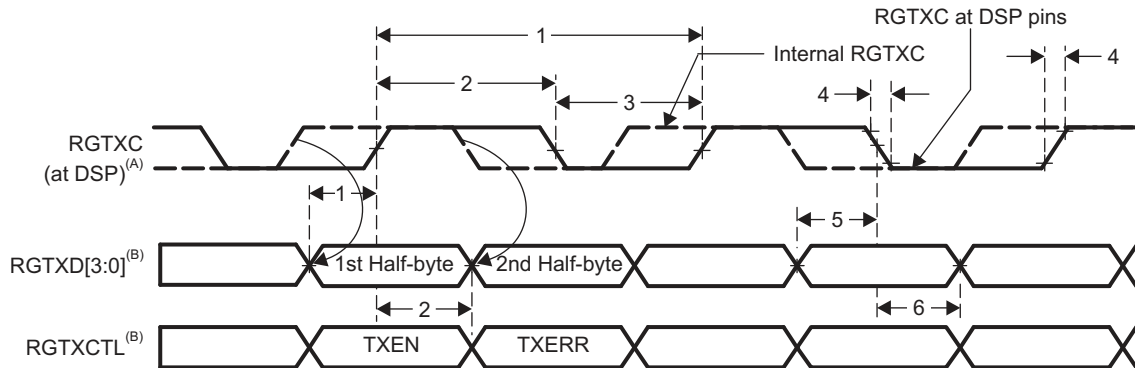 RGTXC at DSP pins
1
Internal RGTXC
4
2
4
3
RGTXC
(at DSP)(A)
1
5
RGTXD[3:0](B)
1st Half-byte
2nd Half-byte
2
6
RGTXCTL(B)
TXEN
TXERR